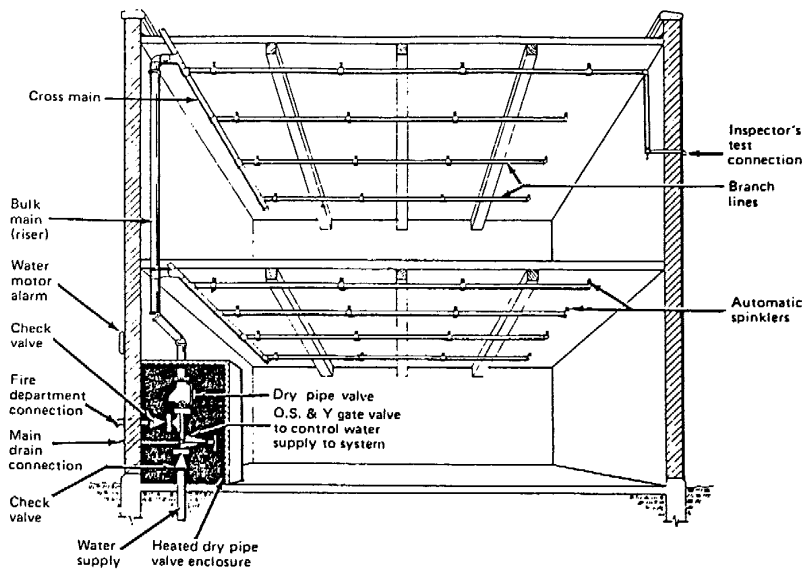 Cross main
Bulk
main
(riser)
Water
motor
alarm
Check
valve
Fire
department
connection
Main
drain
connection
Check
valve
Water
supply
Heated dry pipe
valve enclosure
Dry pipe valve
O.S. & Y gate valve
to control water
supply to system
Inspector's
test
connection
Branch
lines
Automatic
spinklers